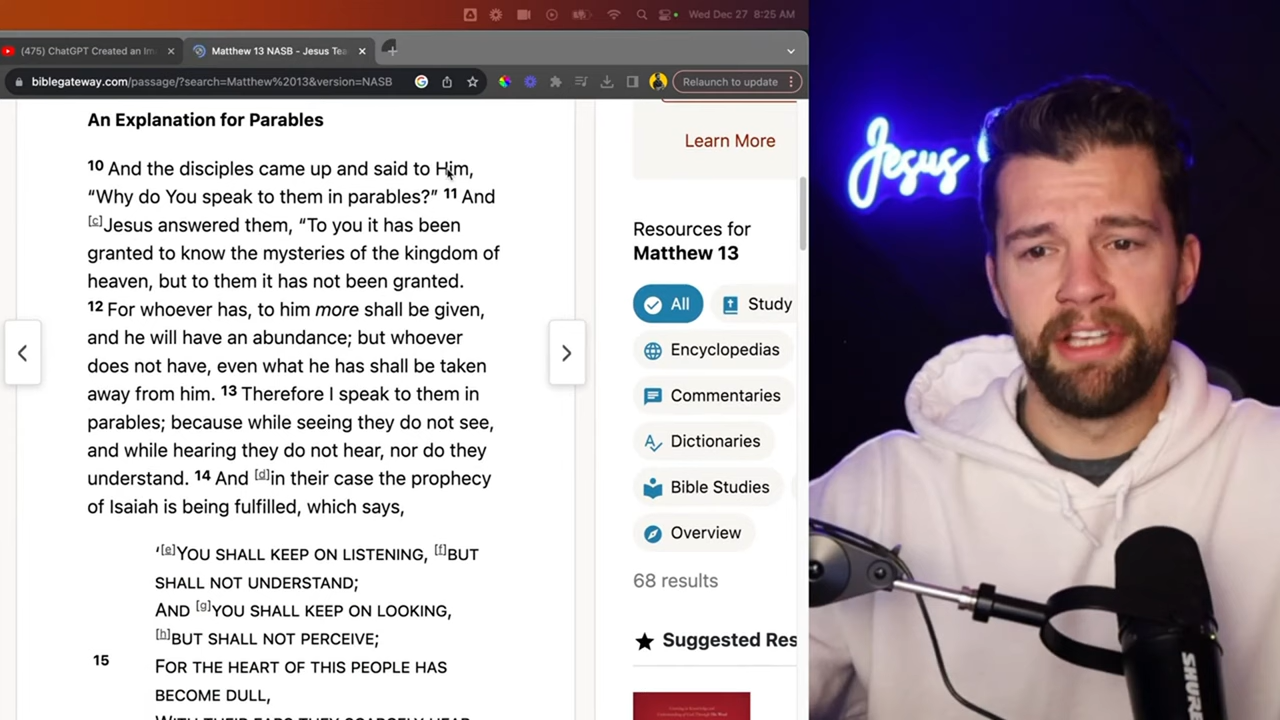 Wed Dec 27 8:25 AM
(475) ChatGPT Created an Im
Matthew 13 NASB - Jesus Tea
biblegateway.com/passage/?search=Matthew%2013&version=NASB
Relaunch to update
An Explanation for Parables
10 And the disciples came up and said to Him,
“Why do You speak to them in parables?” 11 And
[c]Jesus answered them, “To you it has been
granted to know the mysteries of the kingdom of
heaven, but to them it has not been granted.
12 For whoever has, to him more shall be given,
and he will have an abundance; but whoever
does not have, even what he has shall be taken
away from him. 13 Therefore I speak to them in
parables; because while seeing they do not see,
and while hearing they do not hear, nor do they
understand. 14 And [d]in their case the prophecy
of Isaiah is being fulfilled, which says,
‘[e]YOU SHALL KEEP ON LISTENING, [f]BUT
SHALL NOT UNDERSTAND;
AND [g]YOU SHALL KEEP ON LOOKING,
[h]BUT SHALL NOT PERCEIVE;
15 FOR THE HEART OF THIS PEOPLE HAS
BECOME DULL,
WITH THEIR EARS THEY SCARCELY HEAR
Learn More
Resources for
Matthew 13
All
Study
Encyclopedias
Commentaries
Dictionaries
Bible Studies
Overview
68 results
Suggested Res
Jesus
SHURE